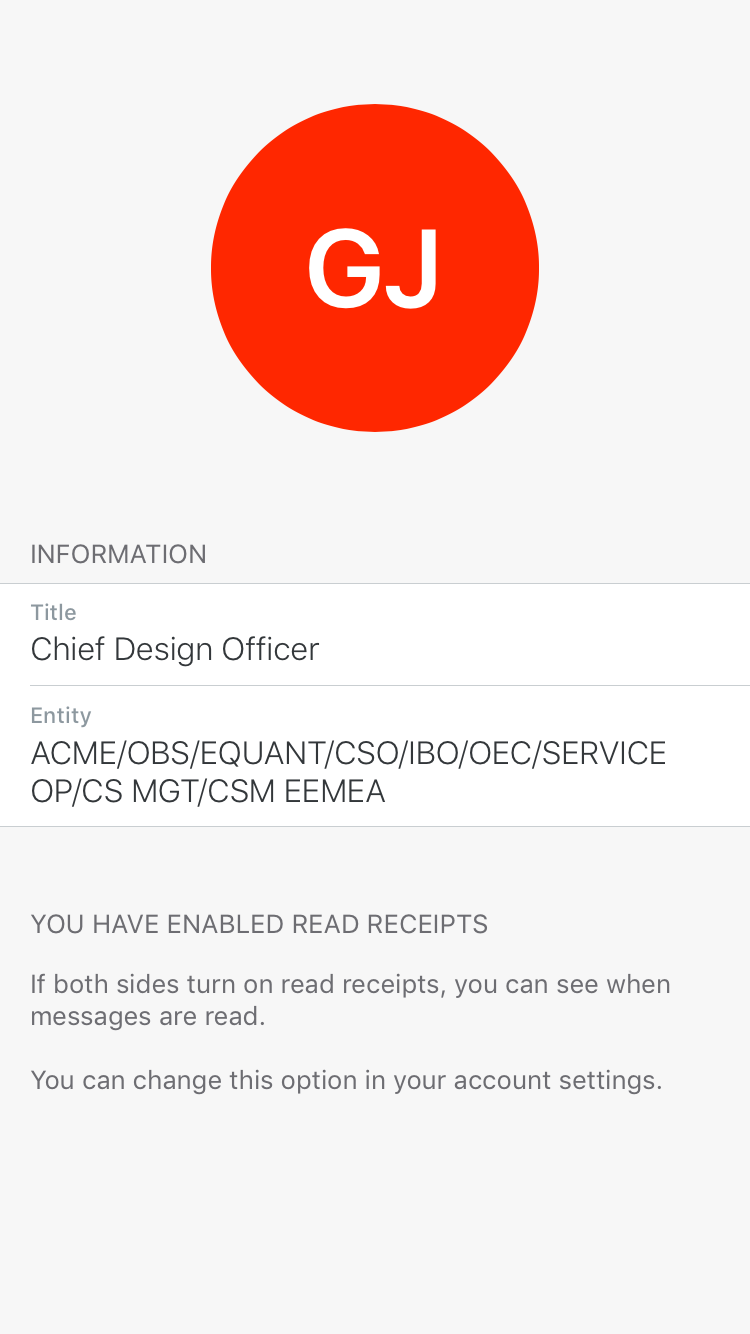 GJ
INFORMATION
Title
Chief Design Officer
Entity
ACME/OBS/EQUANT/CSO/IBO/OEC/SERVICE
OP/CS MGT/CSM EEMEA
YOU HAVE ENABLED READ RECEIPTS
If both sides turn on read receipts, you can see when
messages are read.
You can change this option in your account settings.